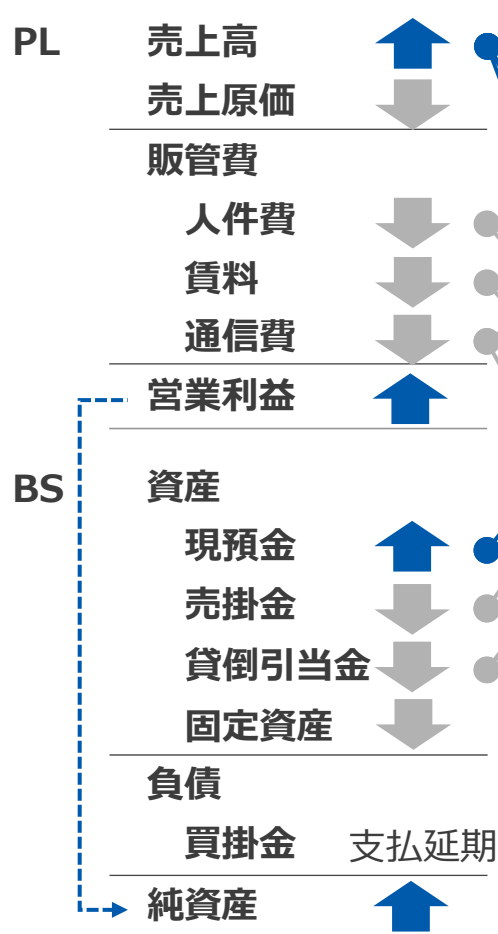 PL 売上高
売上原価
販管費
人件費
賃料
通信費
営業利益
BS 資産
現預金
売掛金
貸倒引当金
固定資産
負債
買掛金 支払延期
純資産